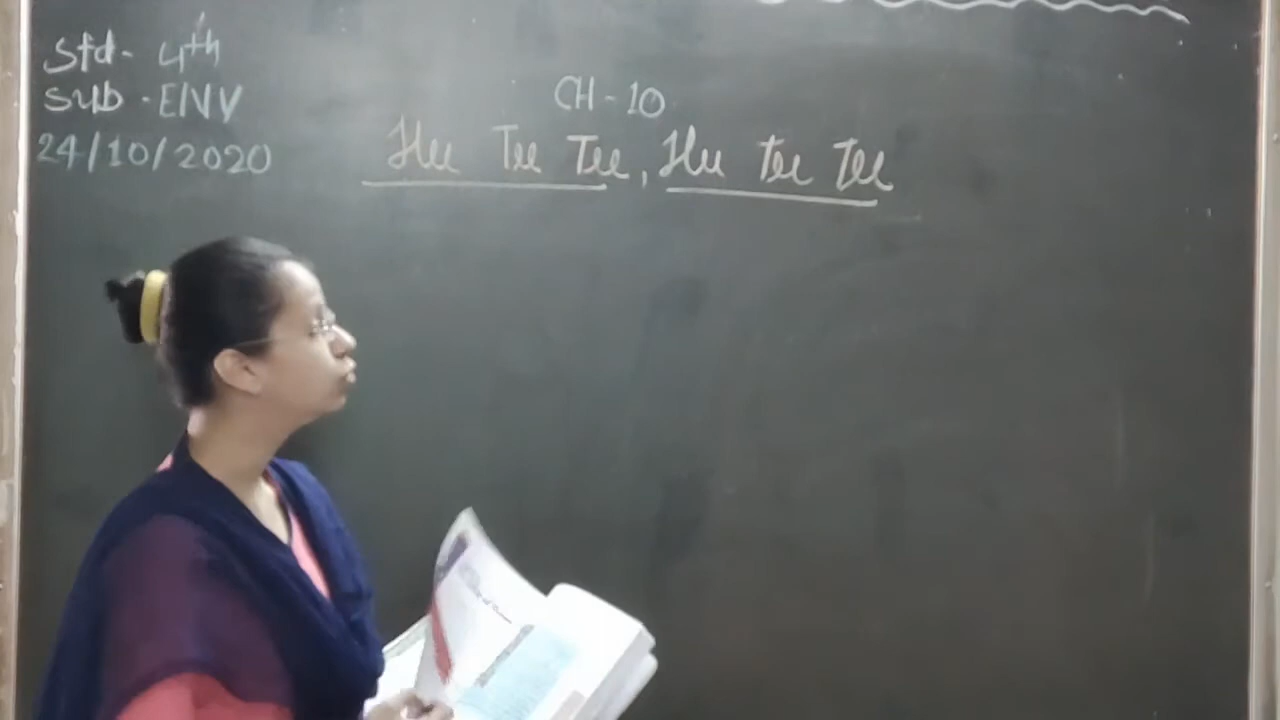 Std- 4th
Sub - ENV
24/10/2020
CH - 10
Hu Tu Tu, Hu tu Tu